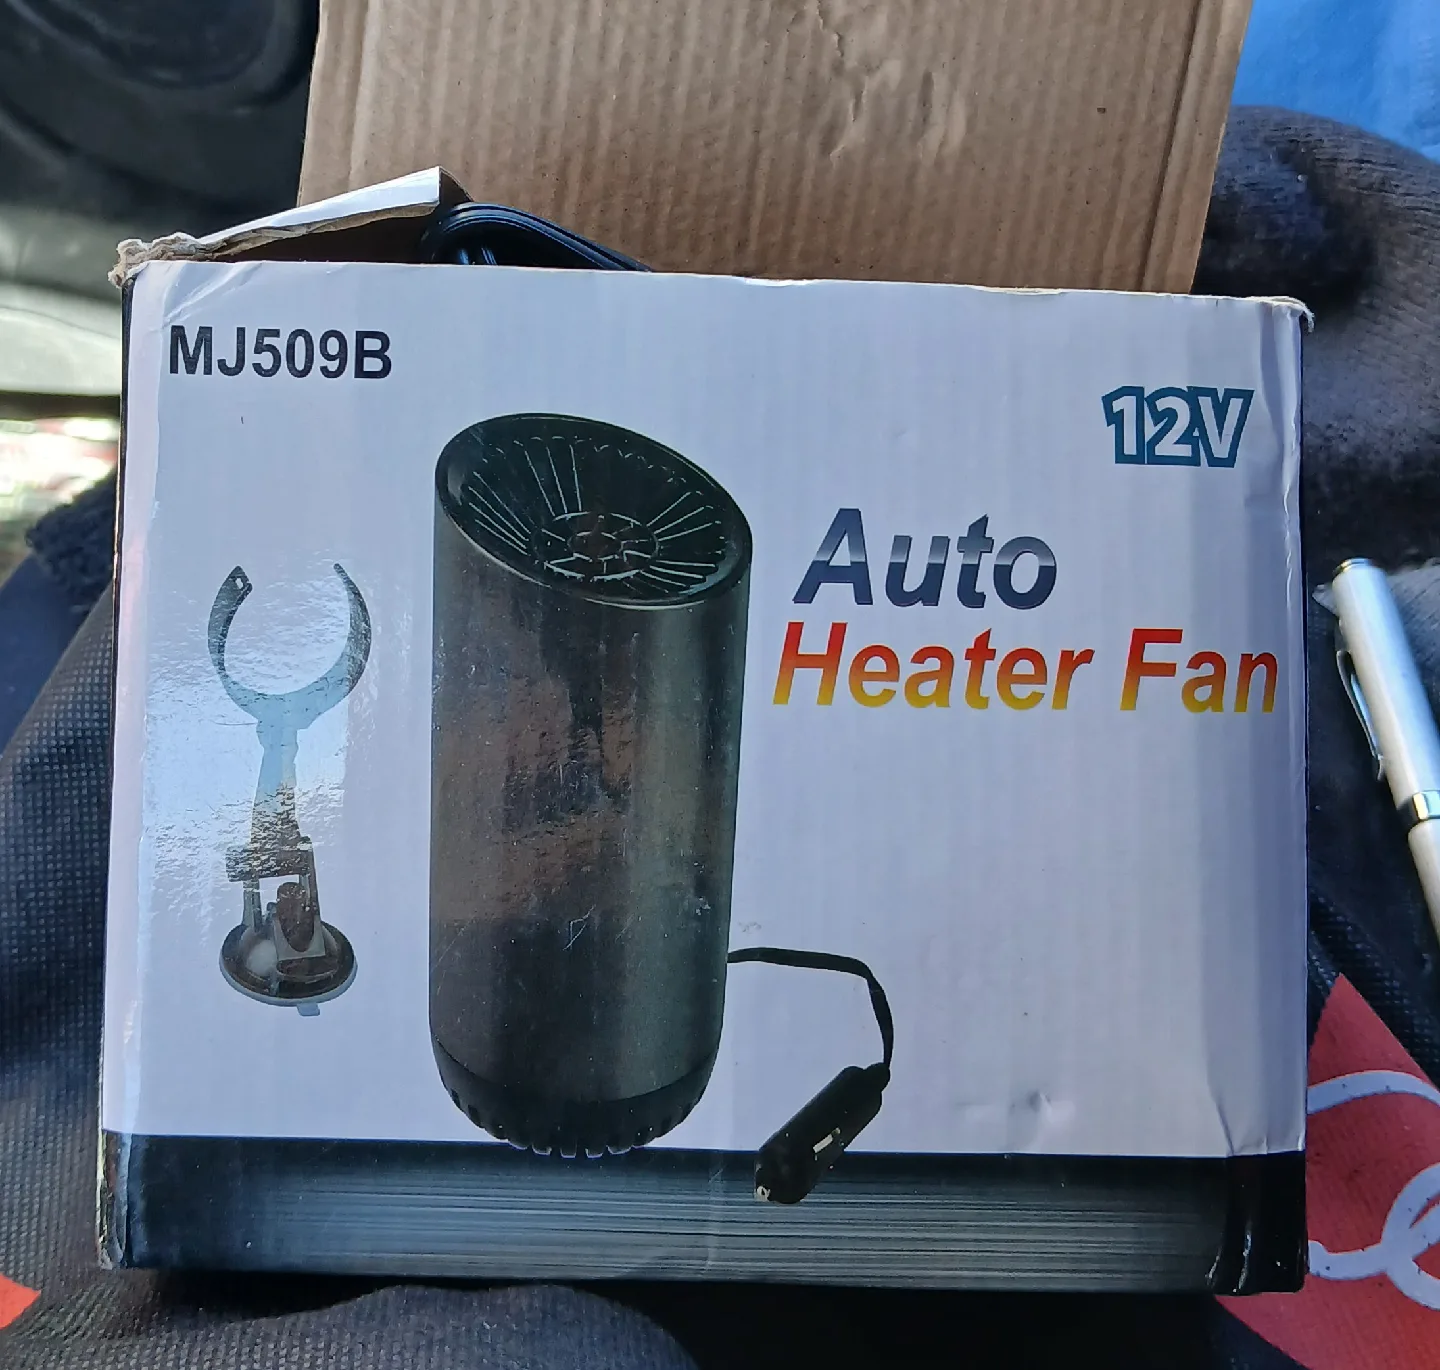 MJ509B
12V
Auto
Heater Fan